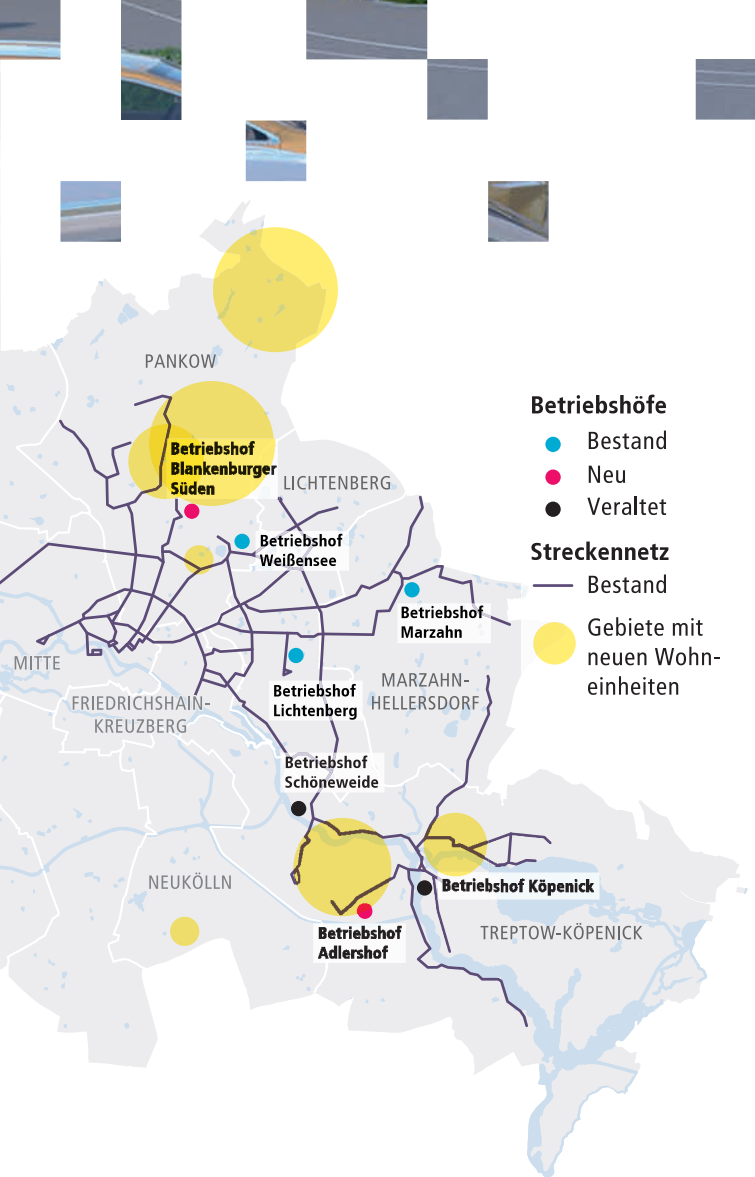 PANKOW
Betriebshof
Blankenburger
Süden
LICHTENBERG
Betriebshof
Weißensee
Betriebshof
Marzahn
MITTE
Betriebshof
Lichtenberg
MARZAHN-
HELLERSDORF
FRIEDRICHSHAIN-
KREUZBERG
Betriebshof
Schöneweide
NEUKÖLLN
Betriebshof Köpenick
Betriebshof
Adlershof
TREPTOW-KÖPENICK
Betriebshöfe
Bestand
Neu
Veraltet
Streckennetz
Bestand
Gebiete mit
neuen Wohn-
einheiten